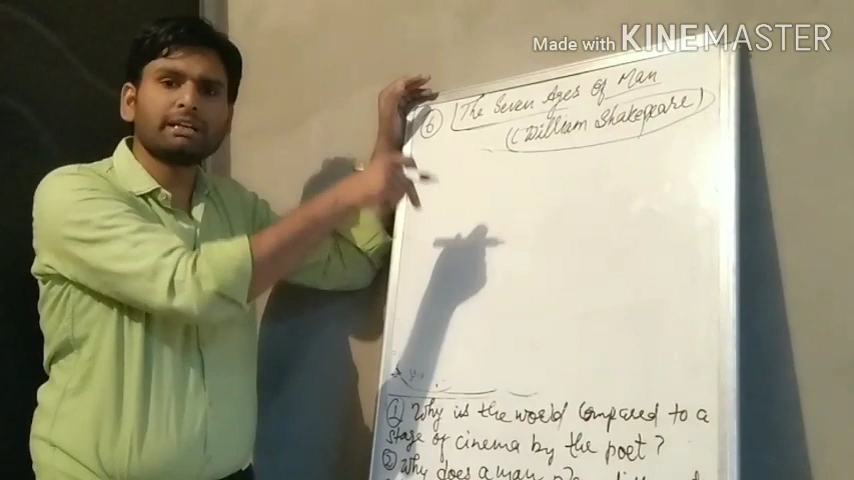 Made with KINEMASTER
6 The Seven Ages of Man
(William Shakespeare)
1 Why is the world compared to a
stage of cinema by the poet?
2 Why does a man